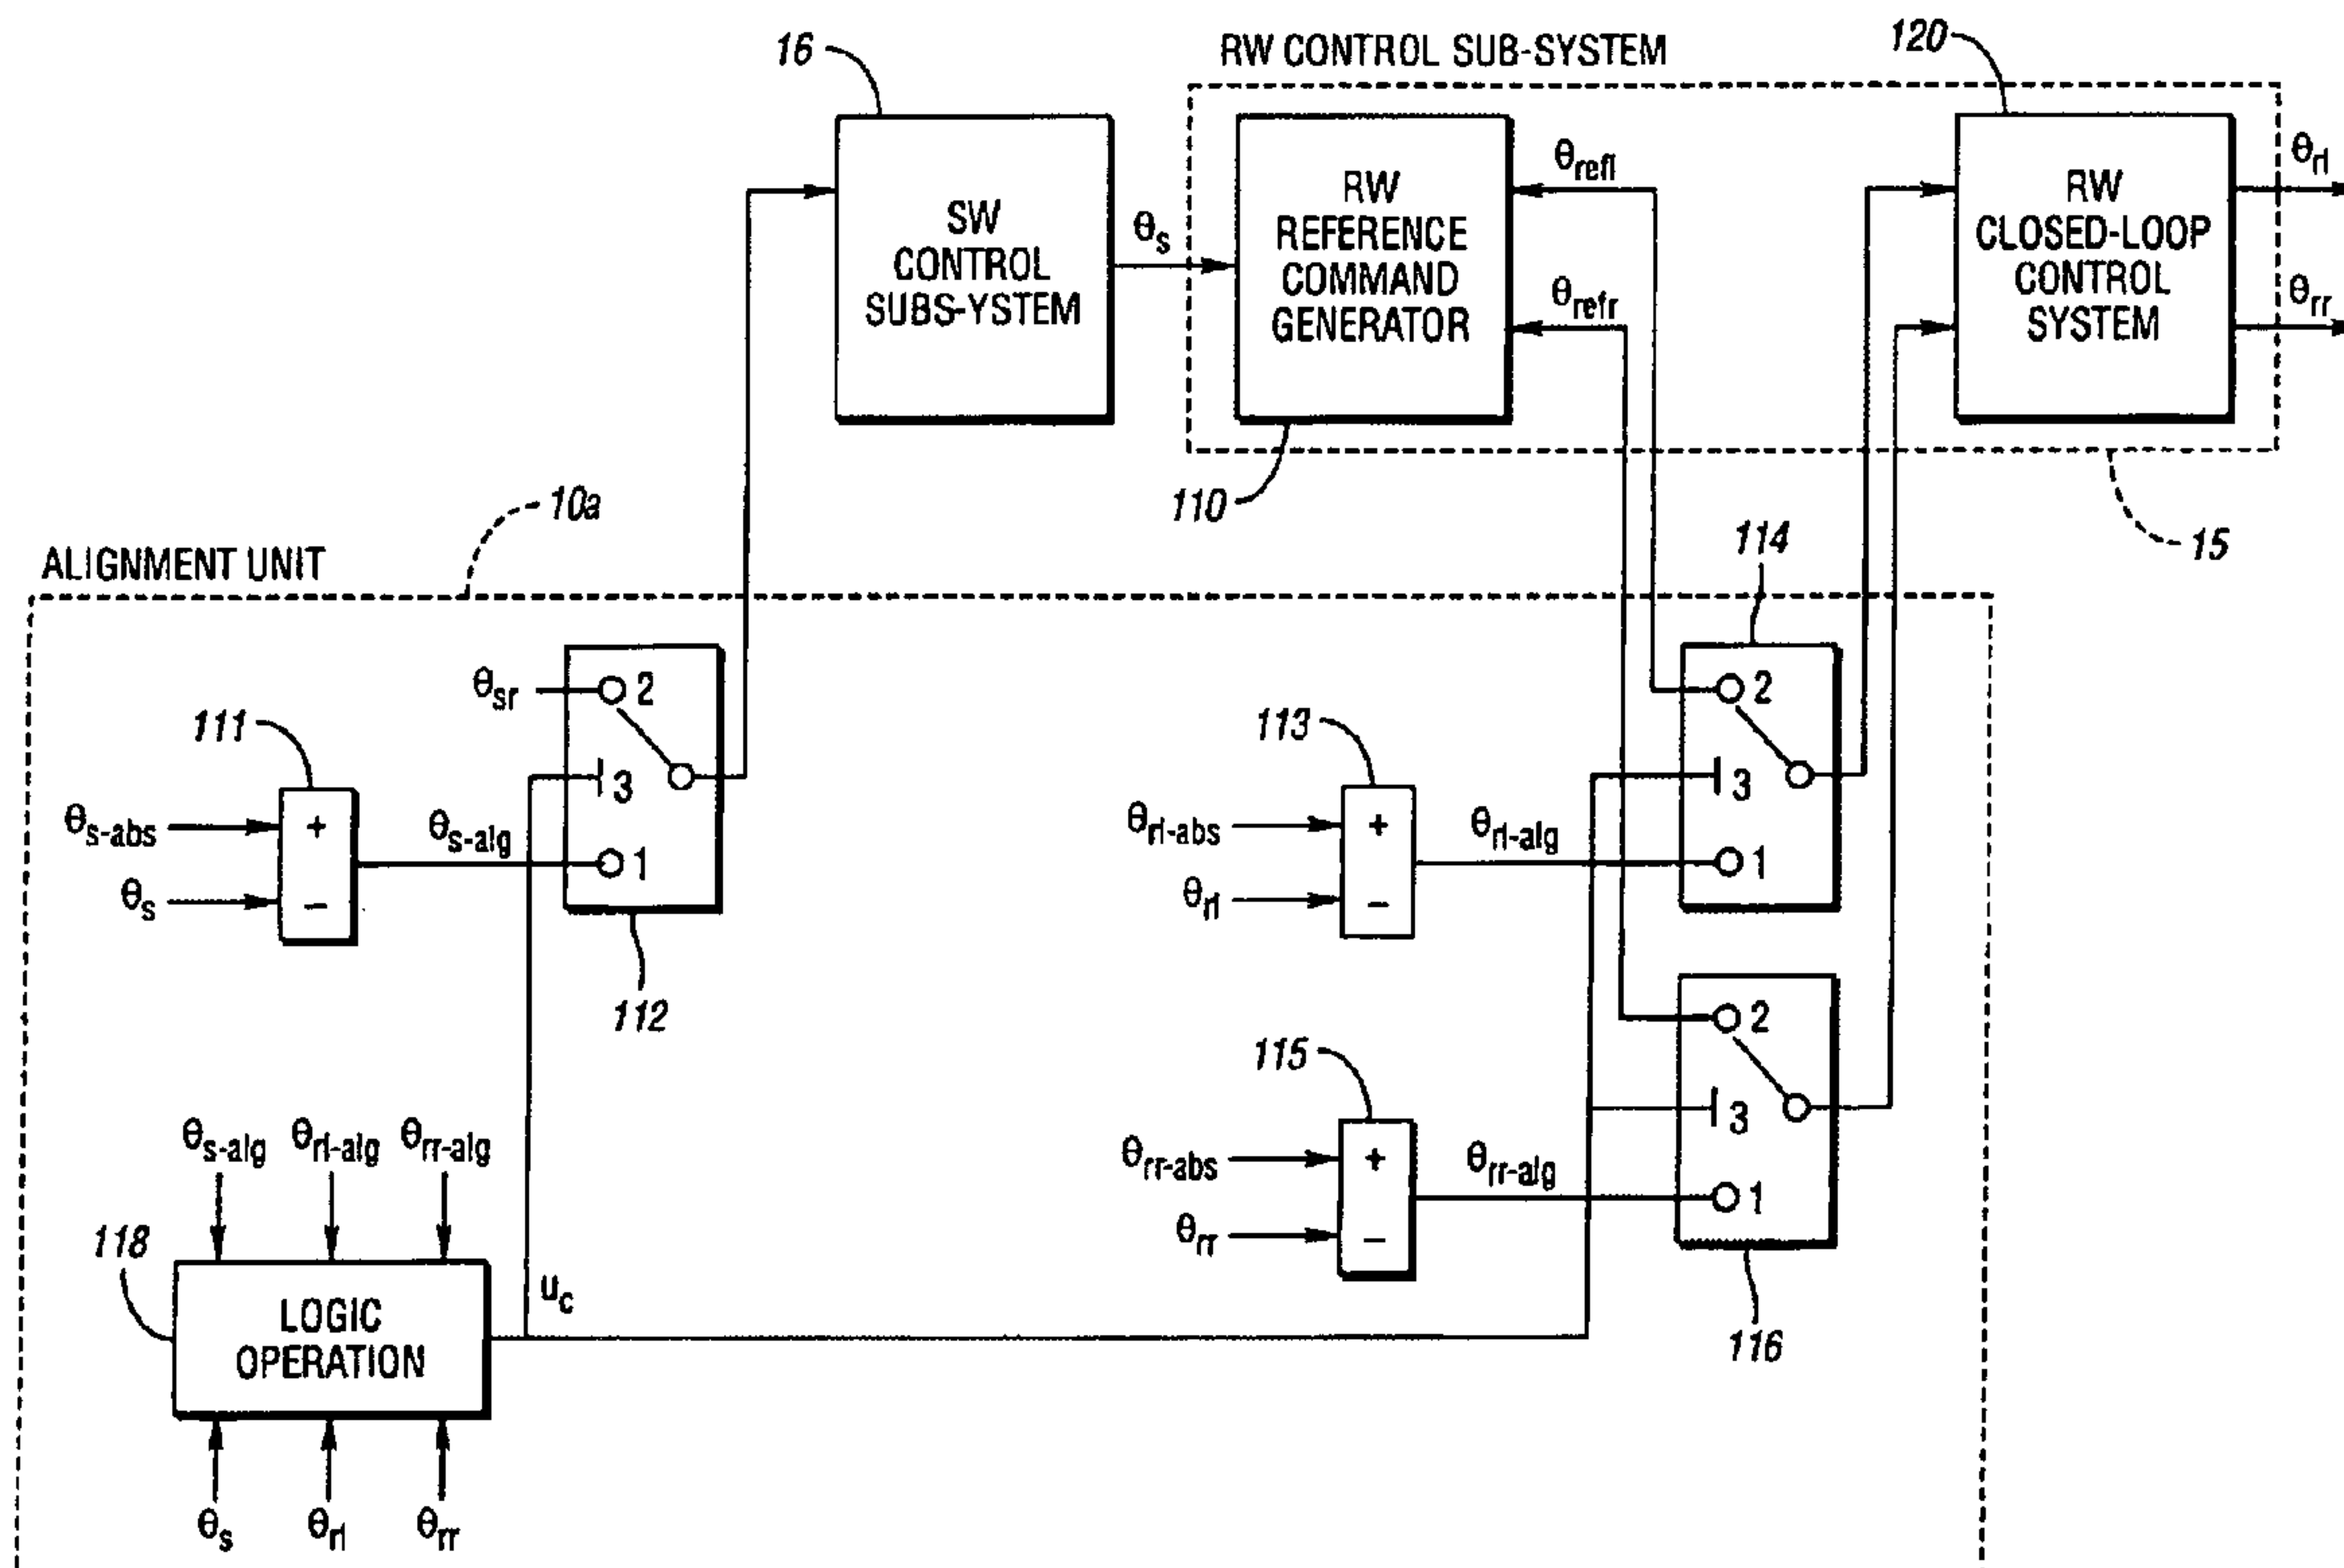 16
RW CONTROL SUB-SYSTEM
120
SW
CONTROL
SUBS-YSTEM
θs
RW
REFERENCE
COMMAND
GENERATOR
θrefl
θrefr
RW
CLOSED-LOOP
CONTROL
SYSTEM
θrl
θrr
110
15
10a
ALIGNMENT UNIT
114
θsr
2
3
1
111
θs-abs
+
θs
−
θs-alg
112
113
θrl-abs
+
θrl
−
θrl-alg
2
3
1
115
θrr-abs
+
θrr
−
θrr-alg
2
3
1
116
θs-alg
θrl-alg
θrr-alg
118
LOGIC
OPERATION
uc
θs
θrl
θrr